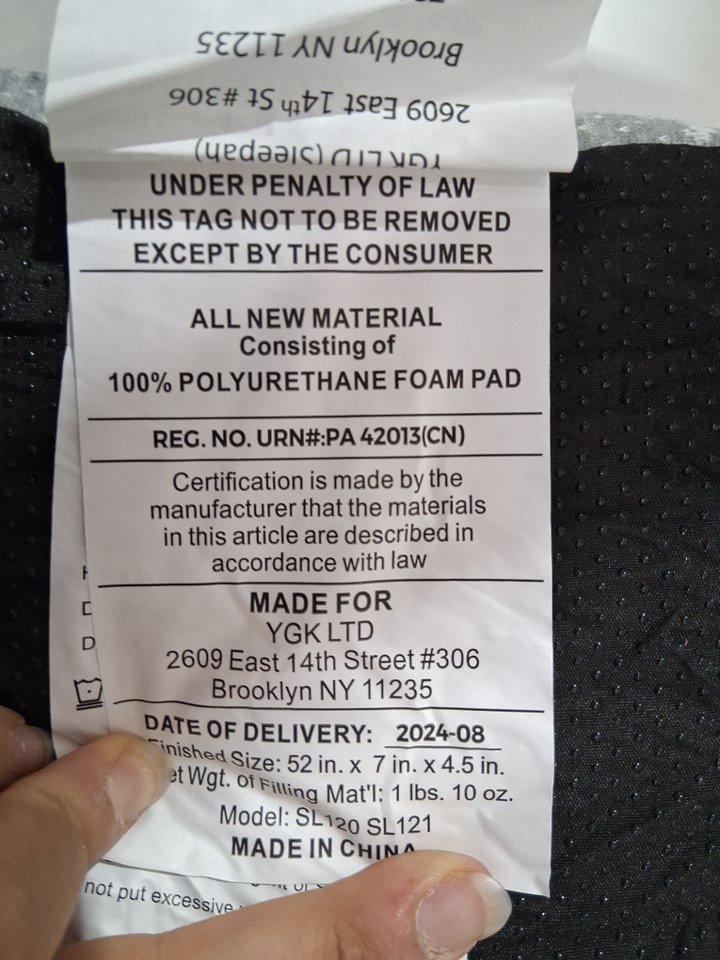 Brooklyn NY 11235
2609 East 14th St #306
YGK LTD (Sleepah)
UNDER PENALTY OF LAW
THIS TAG NOT TO BE REMOVED
EXCEPT BY THE CONSUMER
ALL NEW MATERIAL
Consisting of
100% POLYURETHANE FOAM PAD
REG. NO. URN#:PA 42013(CN)
Certification is made by the
manufacturer that the materials
in this article are described in
accordance with law
MADE FOR
YGK LTD
2609 East 14th Street #306
Brooklyn NY 11235
DATE OF DELIVERY: 2024-08
Finished Size: 52 in. x 7 in. x 4.5 in.
et Wgt. of Filling Mat'l: 1 lbs. 10 oz.
Model: SL120 SL121
MADE IN CHINA
not put excessive